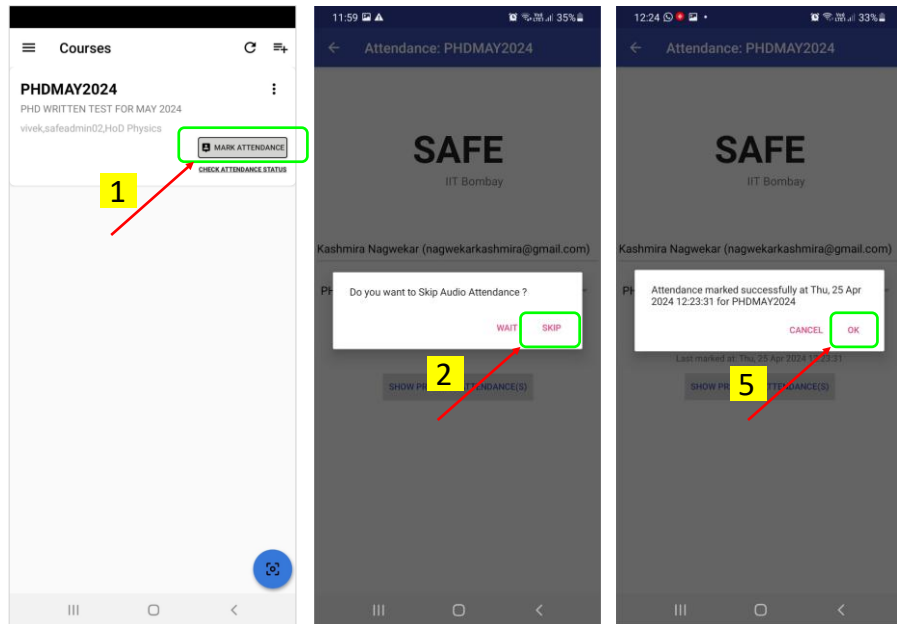 Courses
PHDMAY2024
PHD WRITTEN TEST FOR MAY 2024
vivek,safeadmin02,HoD Physics
MARK ATTENDANCE
CHECK ATTENDANCE STATUS
1
11:59
35%
Attendance: PHDMAY2024
SAFE
IIT Bombay
Kashmira Nagwekar (nagwekarkashmira@gmail.com)
Do you want to Skip Audio Attendance ?
WAIT SKIP
2
SHOW PR
TTENDANCE(S)
12:24
33%
Attendance: PHDMAY2024
SAFE
IIT Bombay
Kashmira Nagwekar (nagwekarkashmira@gmail.com)
Attendance marked successfully at Thu, 25 Apr
2024 12:23:31 for PHDMAY2024
CANCEL OK
Last marked at: Thu, 25 Apr 2024 12:23:31
5
SHOW PR
TTENDANCE(S)